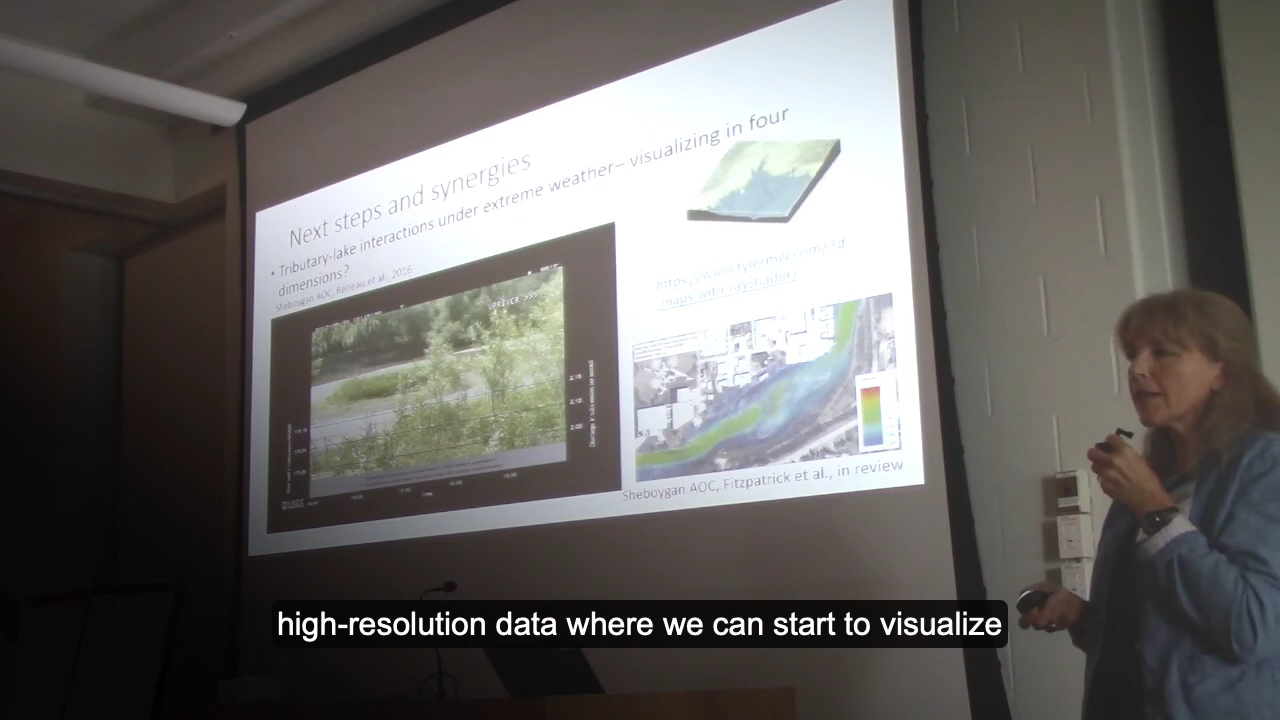 Next steps and synergies
• Tributary-lake interactions under extreme weather– visualizing in four
dimensions?
Sheboygan AOC, Reneau et al., 2016
UPRIVER >>>
USGS
https://www.tylermw.com/3d
maps-with-rayshader/
Sheboygan AOC, Fitzpatrick et al., in review
high-resolution data where we can start to visualize